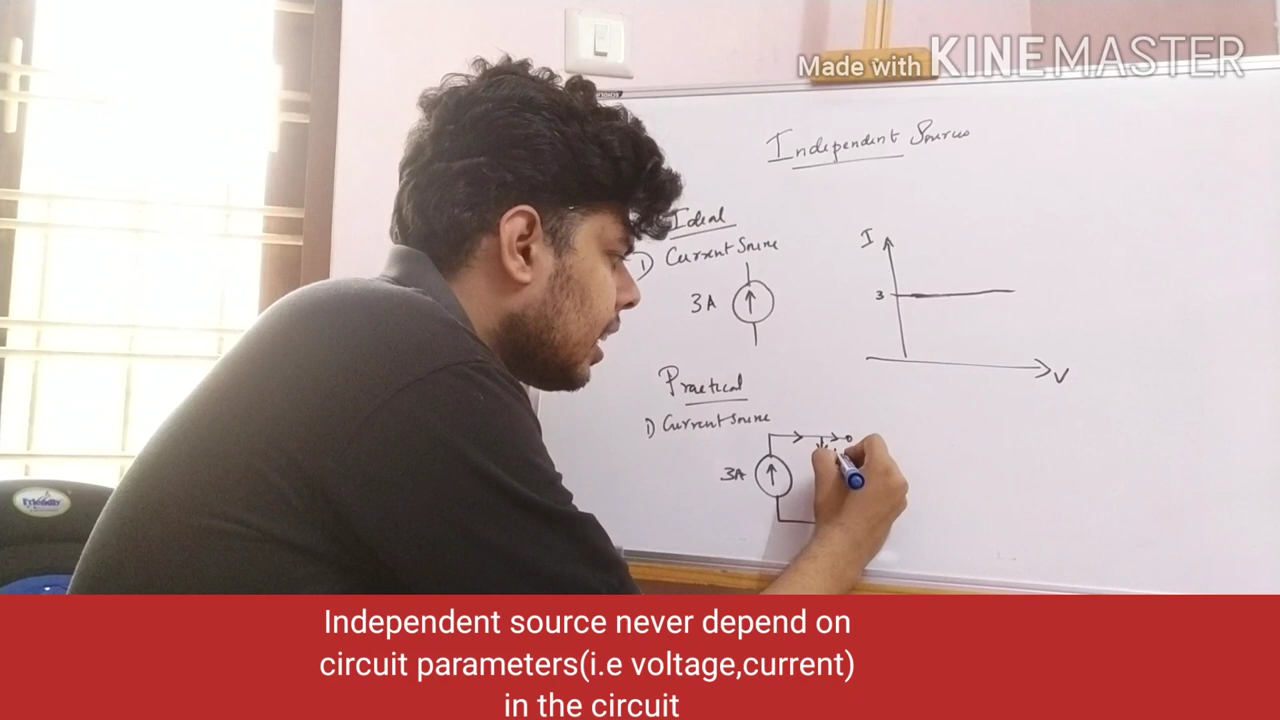 Made with KINEMASTER
Independent Sources
Ideal
1) Current Source
3A
I
3
V
Practical
1) Current Source
3A
Friendly
Independent source never depend on
circuit parameters(i.e voltage,current)
in the circuit